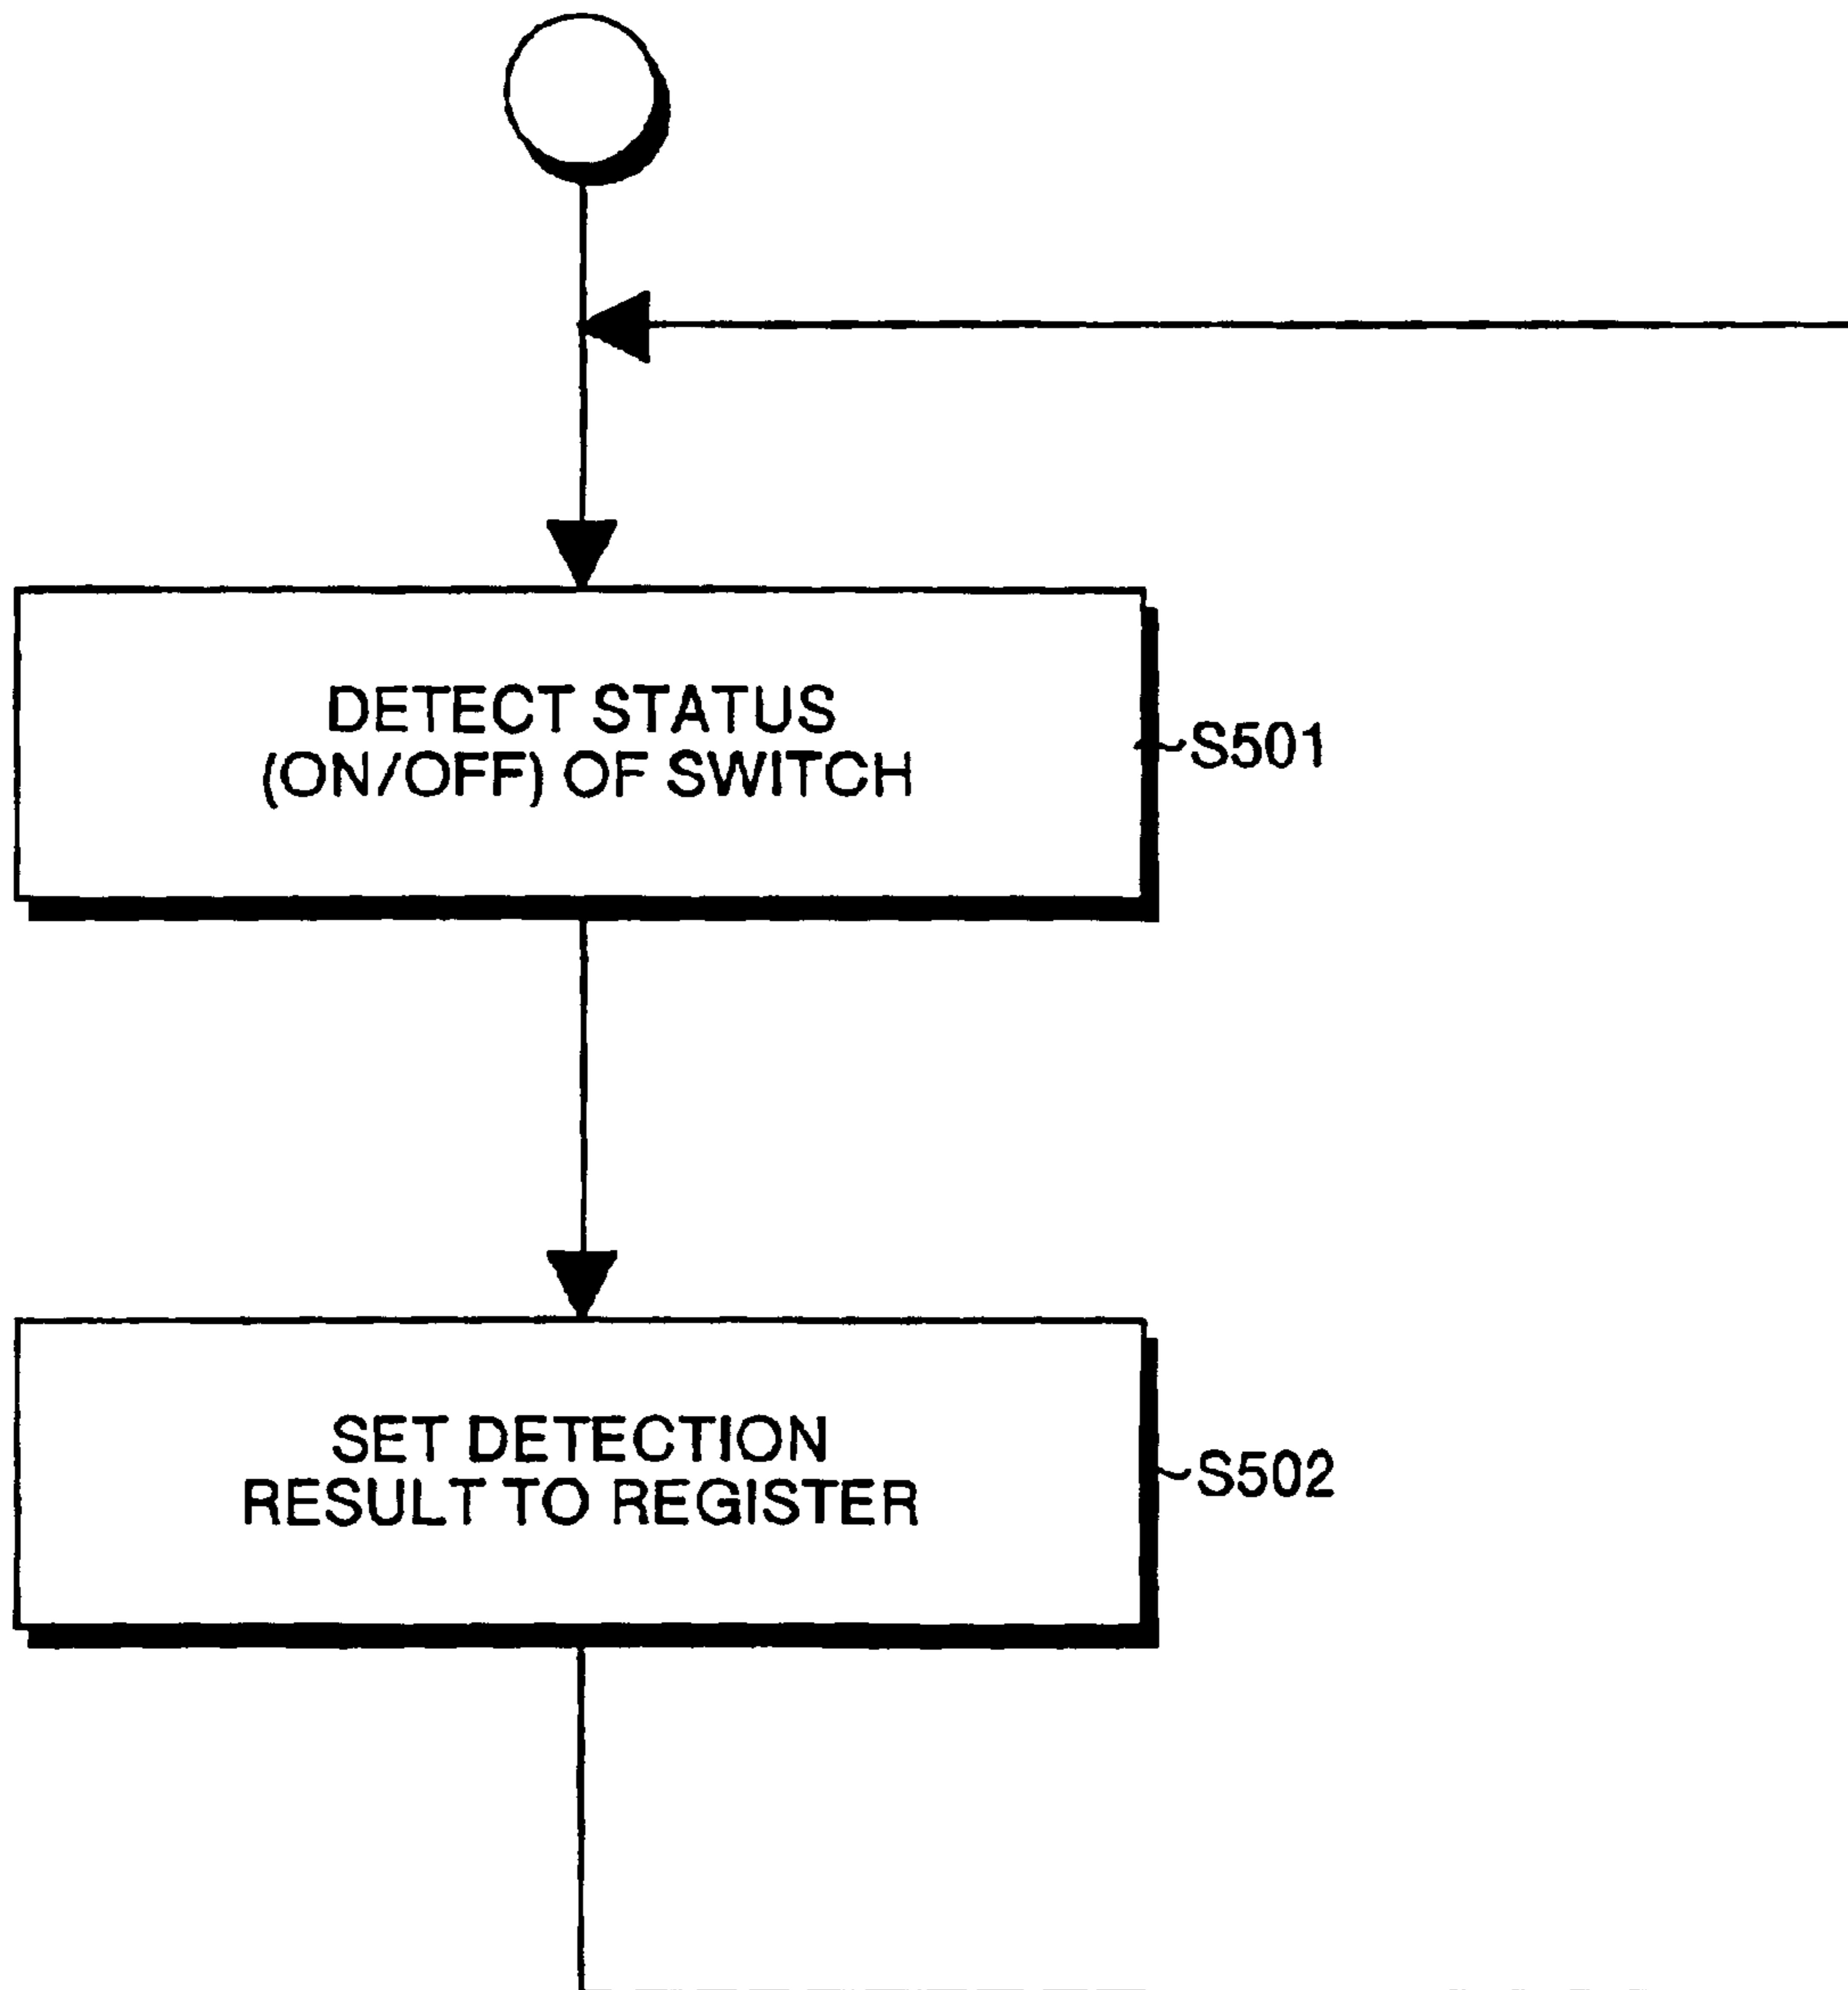 DETECT STATUS
(ON/OFF) OF SWITCH
S501
SET DETECTION
RESULT TO REGISTER
S502